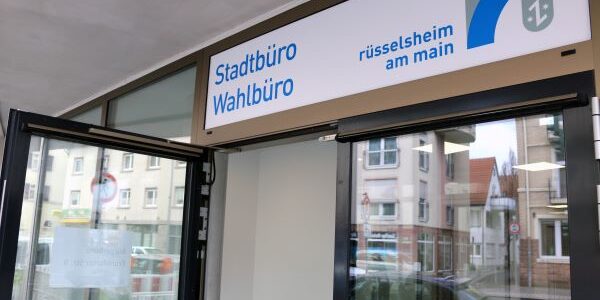 Stadtbüro
Wahlbüro
rüsselsheim
am main